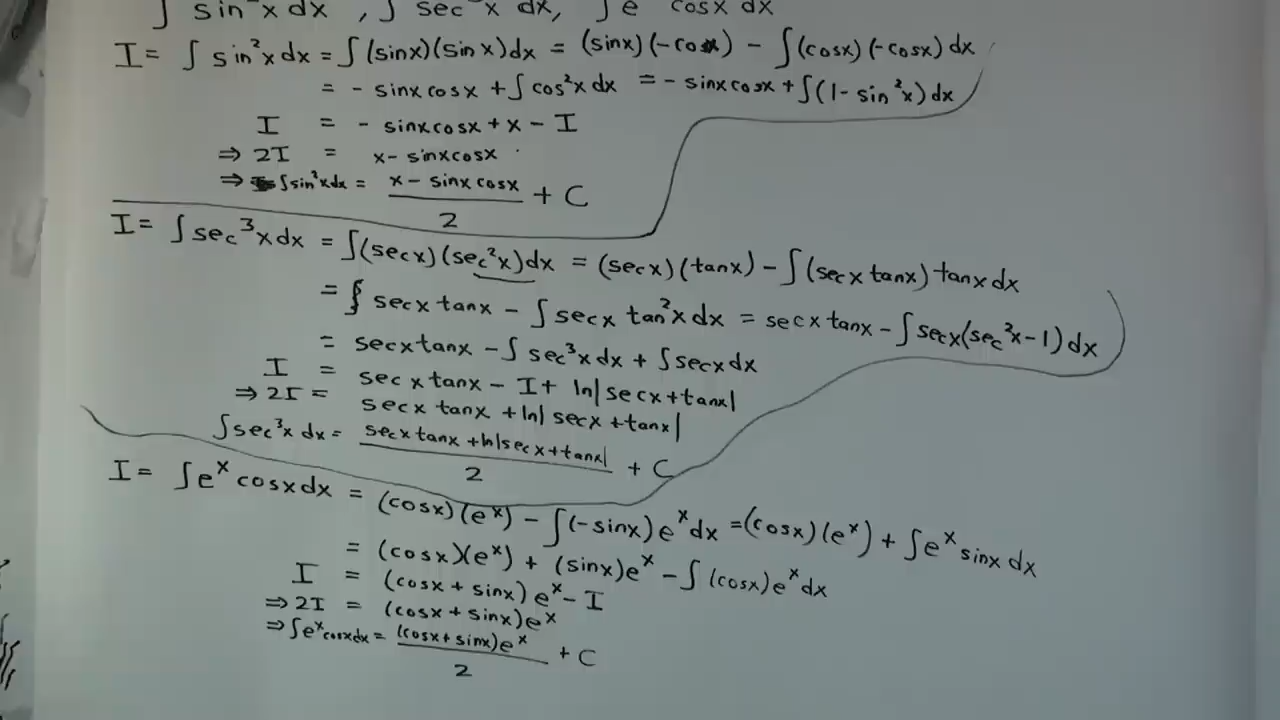 ∫ sin²x dx , ∫ sec³x dx, ∫ eˣ cosx dx
I = ∫ sin²x dx = ∫ (sinx)(sinx)dx = (sinx)(-cosx) - ∫(cosx)(-cosx) dx
= - sinx cosx + ∫ cos²x dx = - sinx cosx + ∫(1 - sin²x) dx
I = - sinx cosx + x - I
⇒ 2I = x - sinx cosx
⇒ ∫ sin²x dx = (x - sinx cosx)/2 + C
I = ∫ sec³x dx = ∫(secx)(sec²x)dx = (secx)(tanx) - ∫(secx tanx) tanx dx
= secx tanx - ∫ secx tan²x dx = secx tanx - ∫ secx(sec²x-1) dx
= secx tanx - ∫ sec³x dx + ∫ secx dx
I = secx tanx - I + ln|secx + tanx|
⇒ 2I = secx tanx + ln|secx + tanx|
∫ sec³x dx = (secx tanx + ln|secx + tanx|)/2 + C
I = ∫ eˣ cosx dx = (cosx)(eˣ) - ∫(-sinx) eˣ dx = (cosx)(eˣ) + ∫ eˣ sinx dx
= (cosx)(eˣ) + (sinx)eˣ - ∫ (cosx) eˣ dx
I = (cosx + sinx) eˣ - I
⇒ 2I = (cosx + sinx) eˣ
⇒ ∫ eˣ cosx dx = (cosx + sinx) eˣ/2 + C